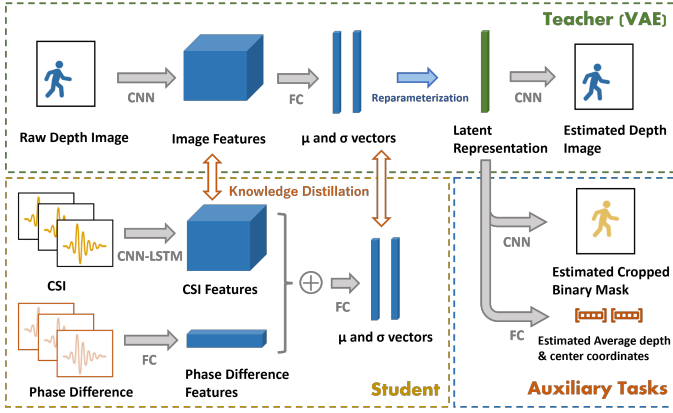 Teacher (VAE)
CNN
FC
Reparameterization
CNN
Raw Depth Image
Image Features
μ and σ vectors
Latent
Representation
Estimated Depth
Image
Knowledge Distillation
CNN-LSTM
CSI
CSI Features
FC
μ and σ vectors
FC
Phase Difference
Phase Difference
Features
Student
CNN
Estimated Cropped
Binary Mask
FC
Estimated Average depth
& center coordinates
Auxiliary Tasks